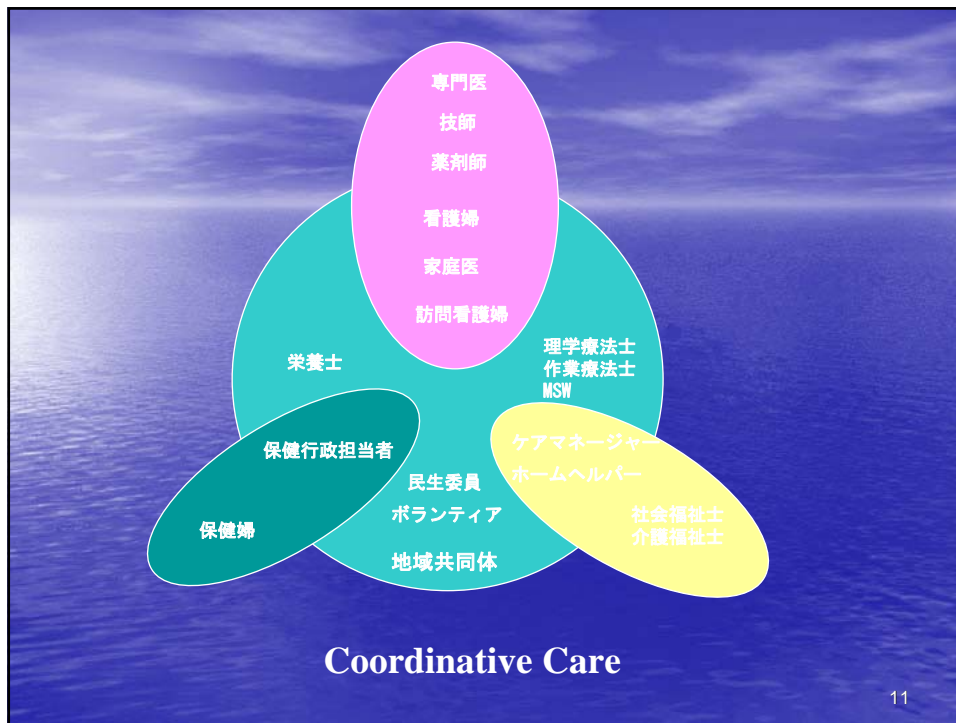 専門医
技師
薬剤師
看護婦
家庭医
訪問看護婦
栄養士
理学療法士
作業療法士
MSW
保健行政担当者
保健婦
ケアマネージャー
ホームヘルパー
社会福祉士
介護福祉士
民生委員
ボランティア
地域共同体
Coordinative Care
11